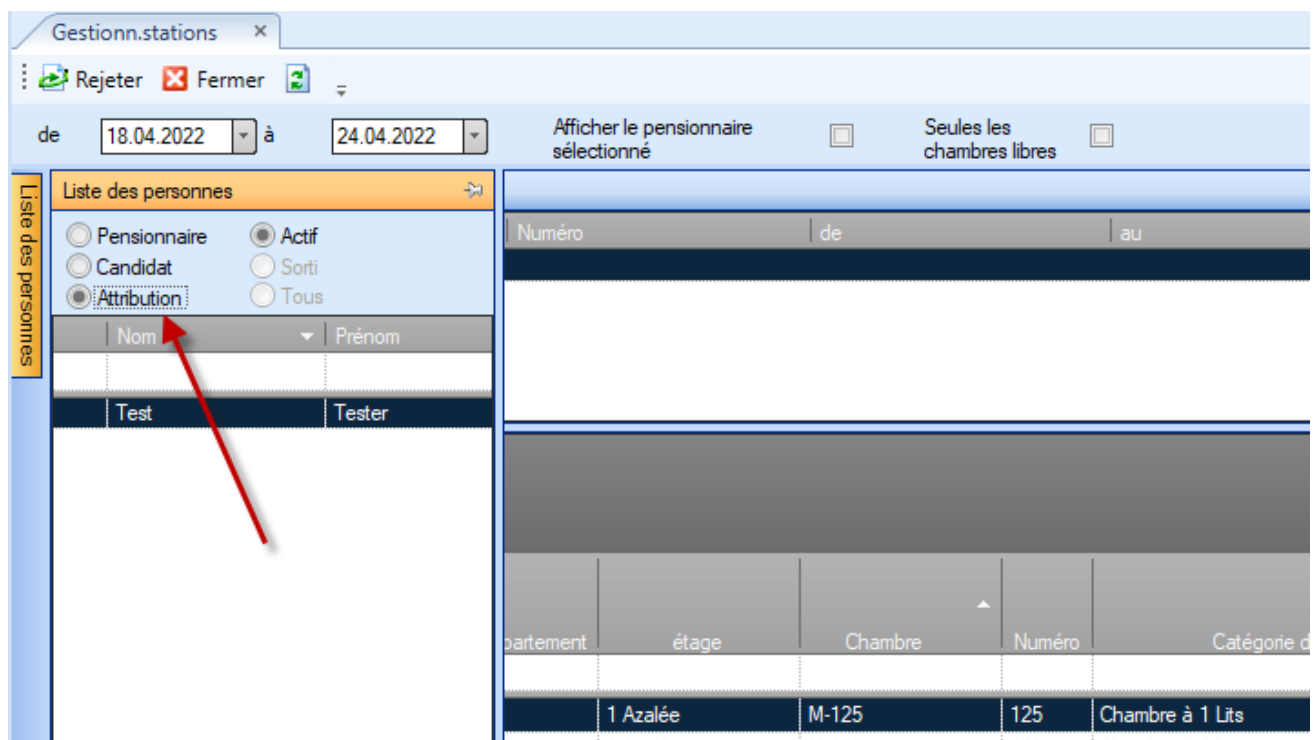 Gestionn.stations
Rejeter Fermer
de 18.04.2022 à 24.04.2022 Afficher le pensionnaire sélectionné Seules les chambres libres
Liste des personnes
Liste des personnes
Pensionnaire Actif
Candidat Sorti
Attribution Tous
Numéro de au
Nom Prénom
Test Tester
partement étage Chambre Numéro Catégorie d
1 Azalée M-125 125 Chambre à 1 Lits